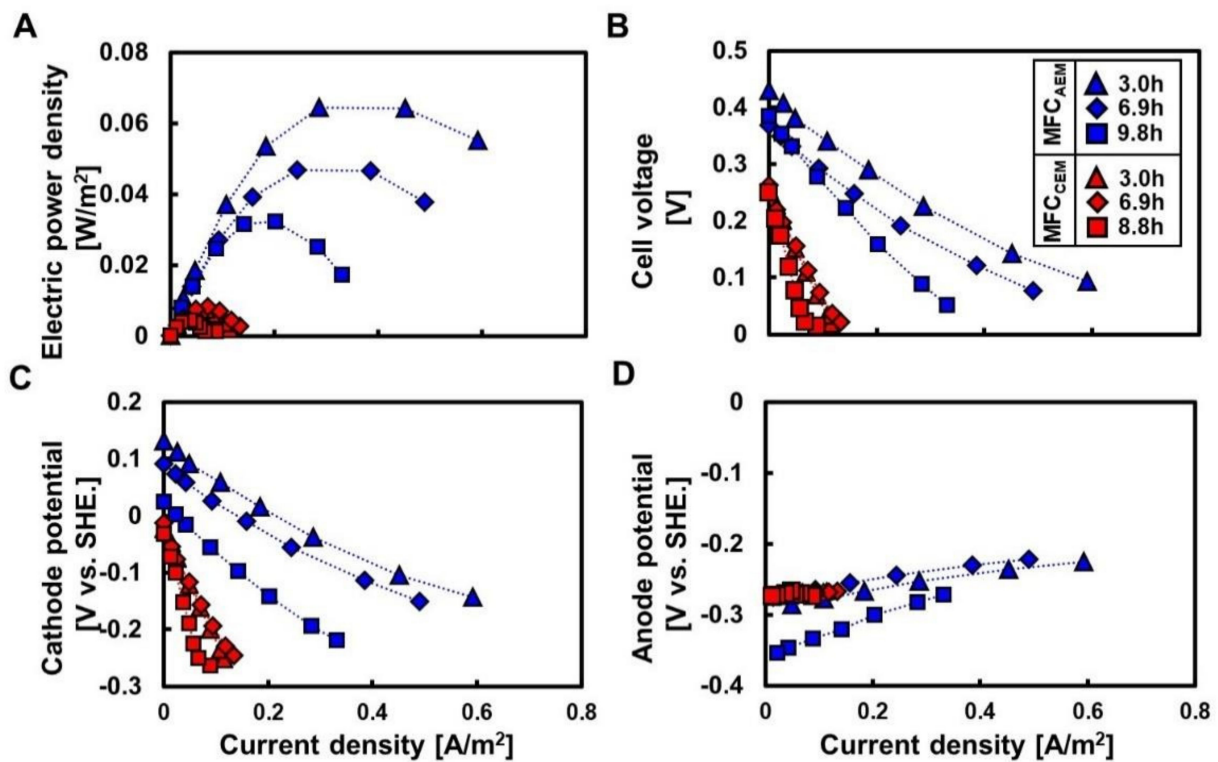 A
Electric power density
[W/m²]
0.08
0.06
0.04
0.02
0
B
Cell voltage
[V]
0.5
0.4
0.3
0.2
0.1
0
MFCAEM
3.0h
6.9h
9.8h
MFCCEM
3.0h
6.9h
8.8h
C
Cathode potential
[V vs. SHE.]
0.2
0.1
0
-0.1
-0.2
-0.3
0 0.2 0.4 0.6 0.8
Current density [A/m²]
D
Anode potential
[V vs. SHE.]
0
-0.1
-0.2
-0.3
-0.4
0 0.2 0.4 0.6 0.8
Current density [A/m²]